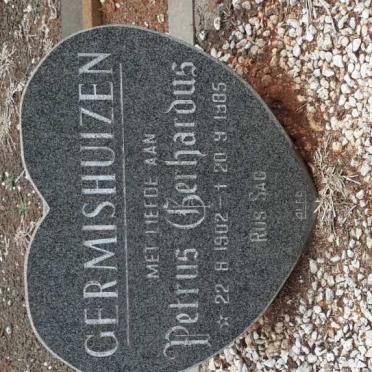 GERMISHUIZEN
MET LIEFDE AAN
Petrus Gerhardus
☆ 22 8 1902 - † 20 9 1985
RUS SAG